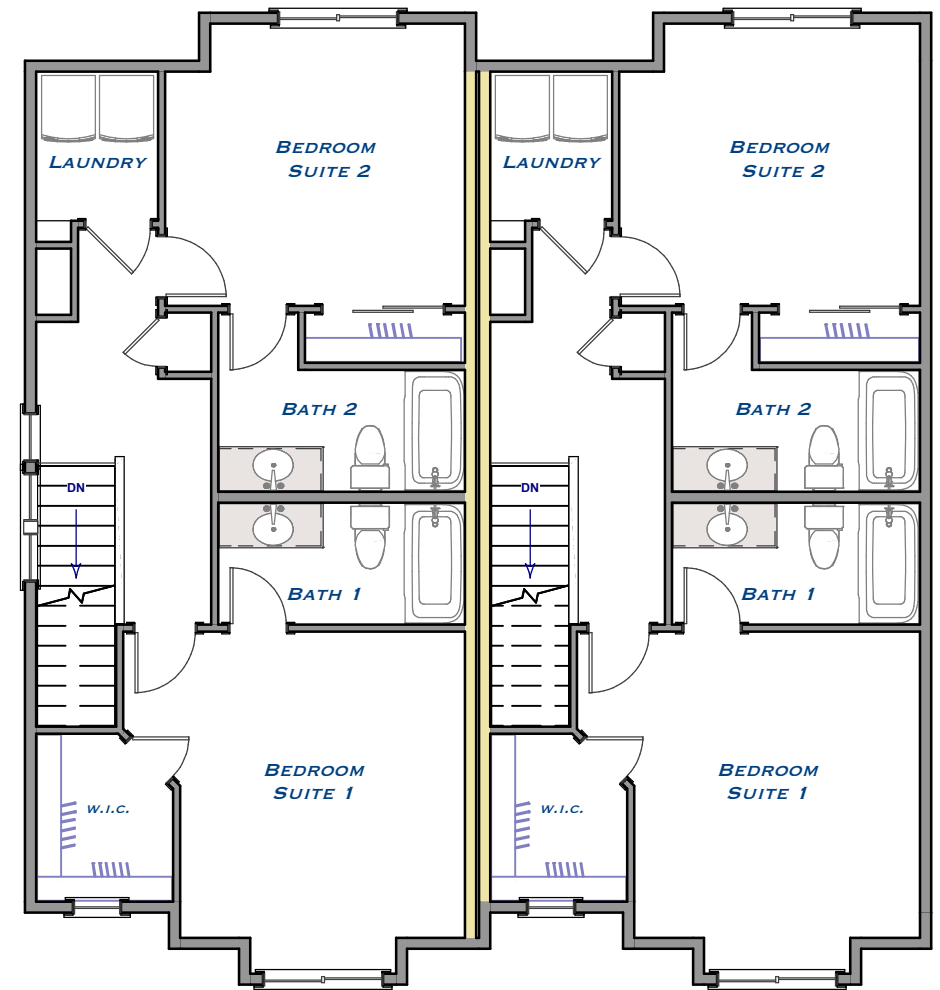 BEDROOM
SUITE 2
LAUNDRY
BATH 2
DN
BATH 1
BEDROOM
SUITE 1
W.I.C.
BEDROOM
SUITE 2
LAUNDRY
BATH 2
DN
BATH 1
BEDROOM
SUITE 1
W.I.C.